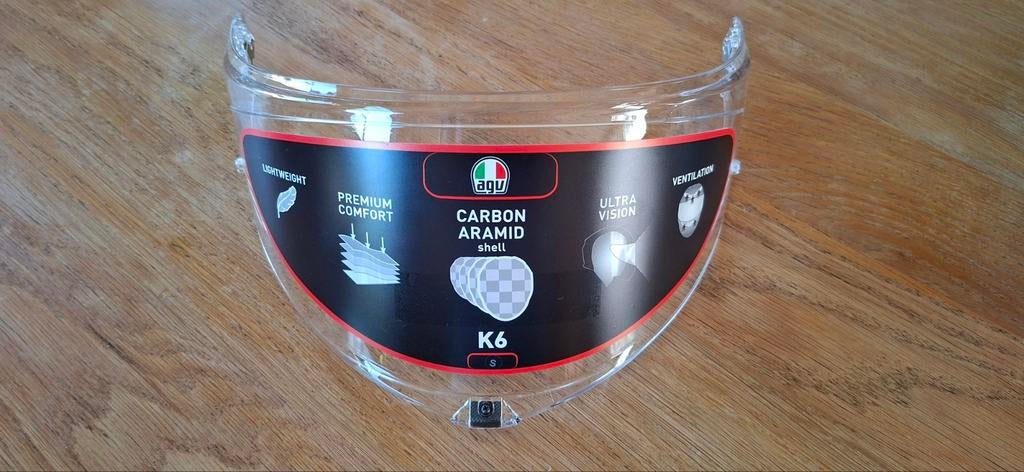 agv
LIGHTWEIGHT
PREMIUM
COMFORT
CARBON
ARAMID
shell
ULTRA
VISION
VENTILATION
K6
S